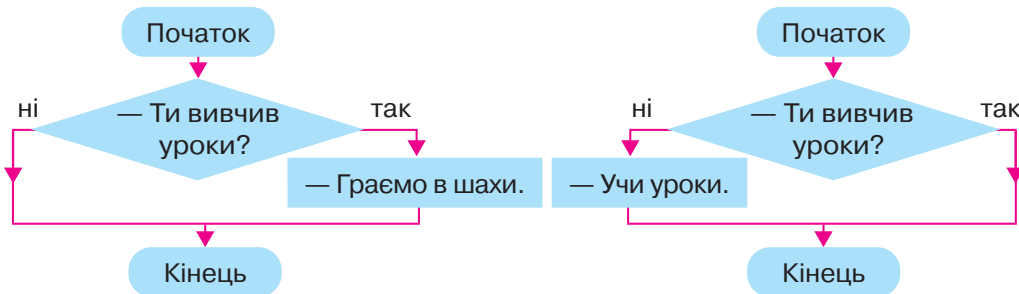 Початок
ні
— Ти вивчив
уроки?
так
— Граємо в шахи.
Кінець
Початок
ні
— Ти вивчив
уроки?
так
— Учи уроки.
Кінець